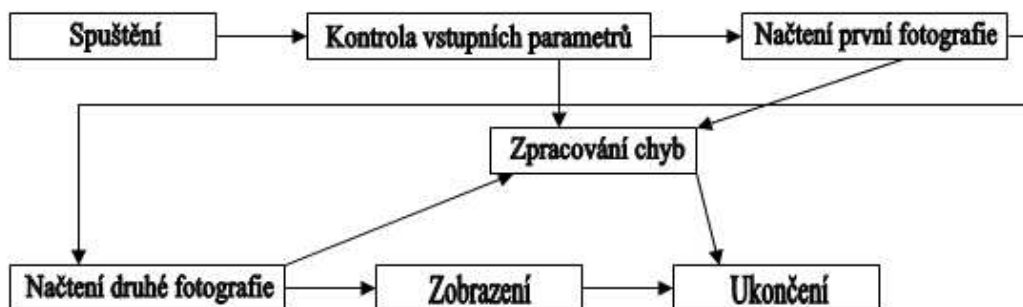 Spuštění
Kontrola vstupních parametrů
Načtení první fotografie
Zpracování chyb
Načtení druhé fotografie
Zobrazení
Ukončení